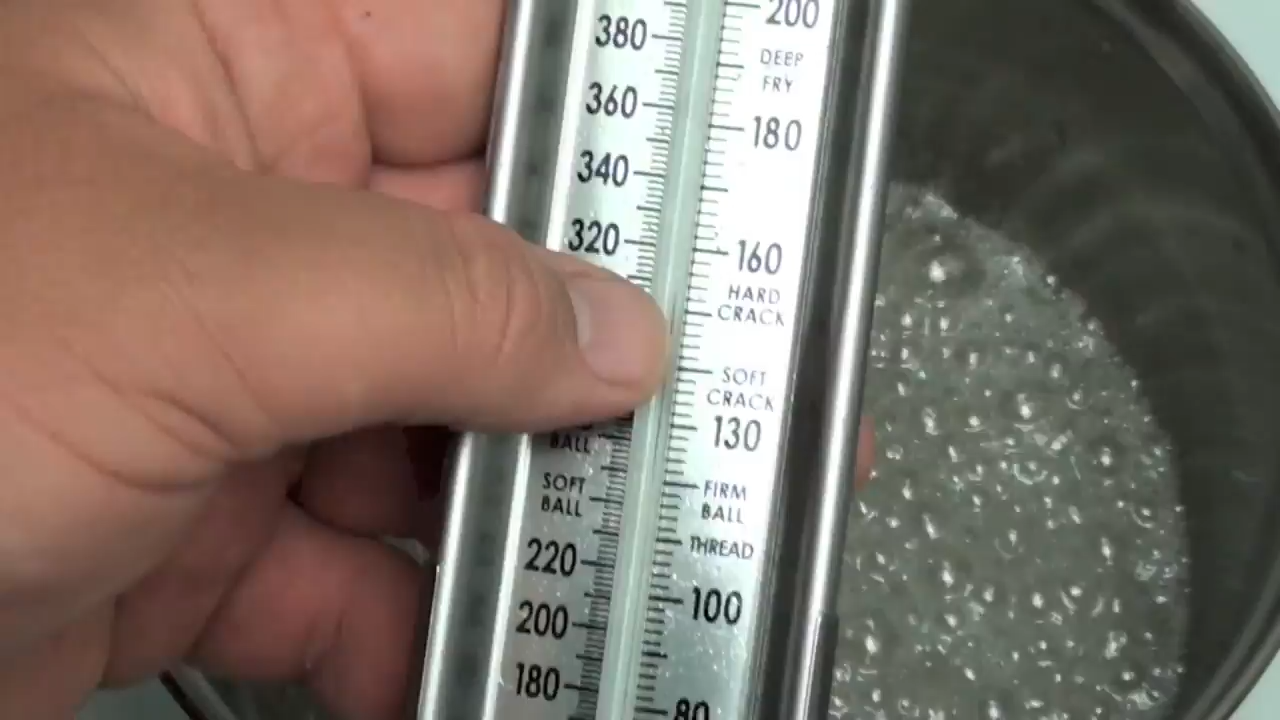 380
360
340
320
BALL
SOFT
BALL
220
200
180
200
DEEP
FRY
180
160
HARD
CRACK
SOFT
CRACK
130
FIRM
BALL
THREAD
100
80